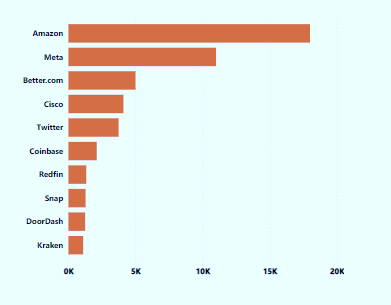 Amazon
Meta
Better.com
Cisco
Twitter
Coinbase
Redfin
Snap
DoorDash
Kraken
0K 5K 10K 15K 20K